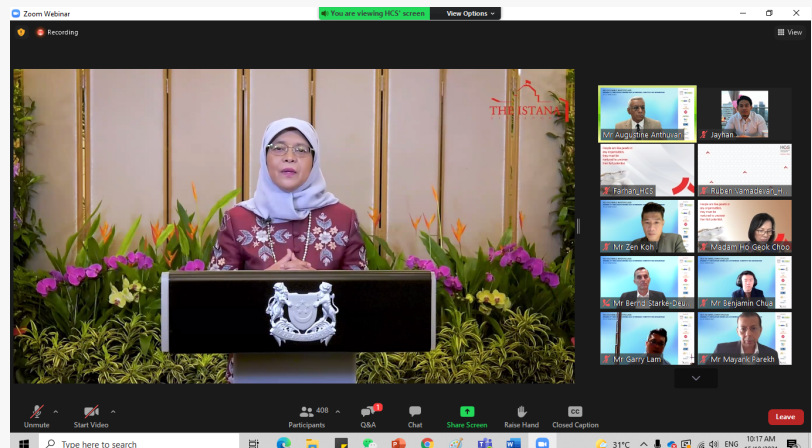 Zoom Webinar
You are viewing HCS' screen
View Options
Recording
View
THE ISTANA
Mr Augustine Anthuvan
Jayhan
Farhan_HCS
Ruben Vamadevan_H...
Mr Zen Koh
Madam Ho Geok Choo
Mr Bernd Starke-Deu...
Mr Benjamin Chua
Mr Garry Lam
Mr Mayank Parekh
408
1
Unmute
Start Video
Participants
Q&A
Chat
Share Screen
Raise Hand
CC
Closed Caption
Leave
Type here to search
31°C
ENG
10:17 AM